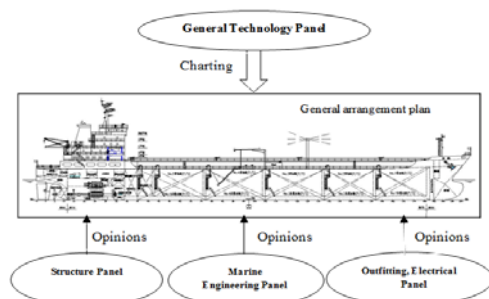 General Technology Panel
Charting
General arrangement plan
Opinions
Opinions
Opinions
Structure Panel
Marine
Engineering Panel
Outfitting, Electrical
Panel